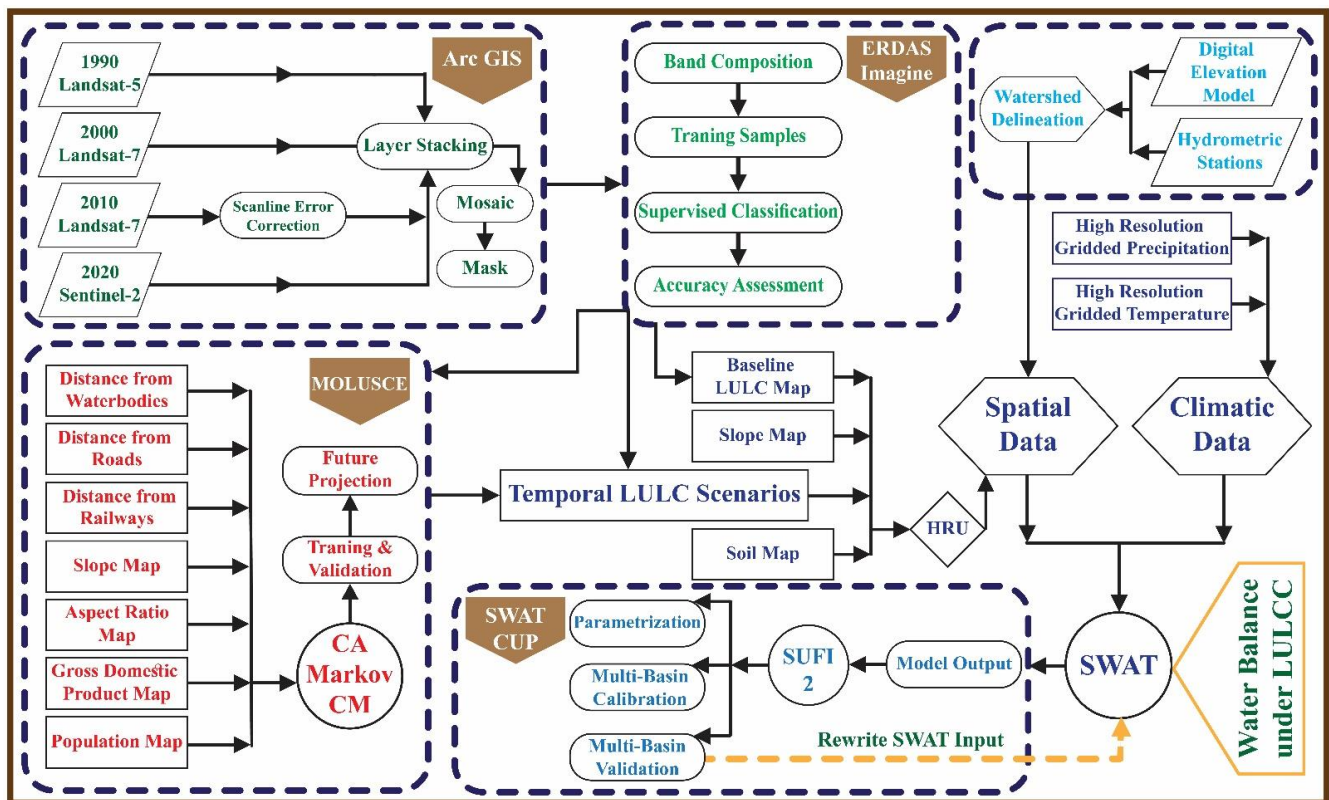 Arc GIS
1990
Landsat-5
2000
Landsat-7
2010
Landsat-7
2020
Sentinel-2
Scanline Error
Correction
Layer Stacking
Mosaic
Mask
ERDAS
Imagine
Band Composition
Traning Samples
Supervised Classification
Accuracy Assessment
Digital
Elevation
Model
Watershed
Delineation
Hydrometric
Stations
High Resolution
Gridded Precipitation
High Resolution
Gridded Temperature
MOLUSCE
Distance from
Waterbodies
Distance from
Roads
Distance from
Railways
Slope Map
Aspect Ratio
Map
Gross Domestic
Product Map
Population Map
Future
Projection
Traning &
Validation
CA
Markov
CM
Baseline
LULC Map
Slope Map
Temporal LULC Scenarios
Soil Map
HRU
Spatial
Data
Climatic
Data
SWAT
CUP
Parametrization
Multi-Basin
Calibration
Multi-Basin
Validation
SUFI
2
Model Output
SWAT
Rewrite SWAT Input
Water Balance
under LULCC